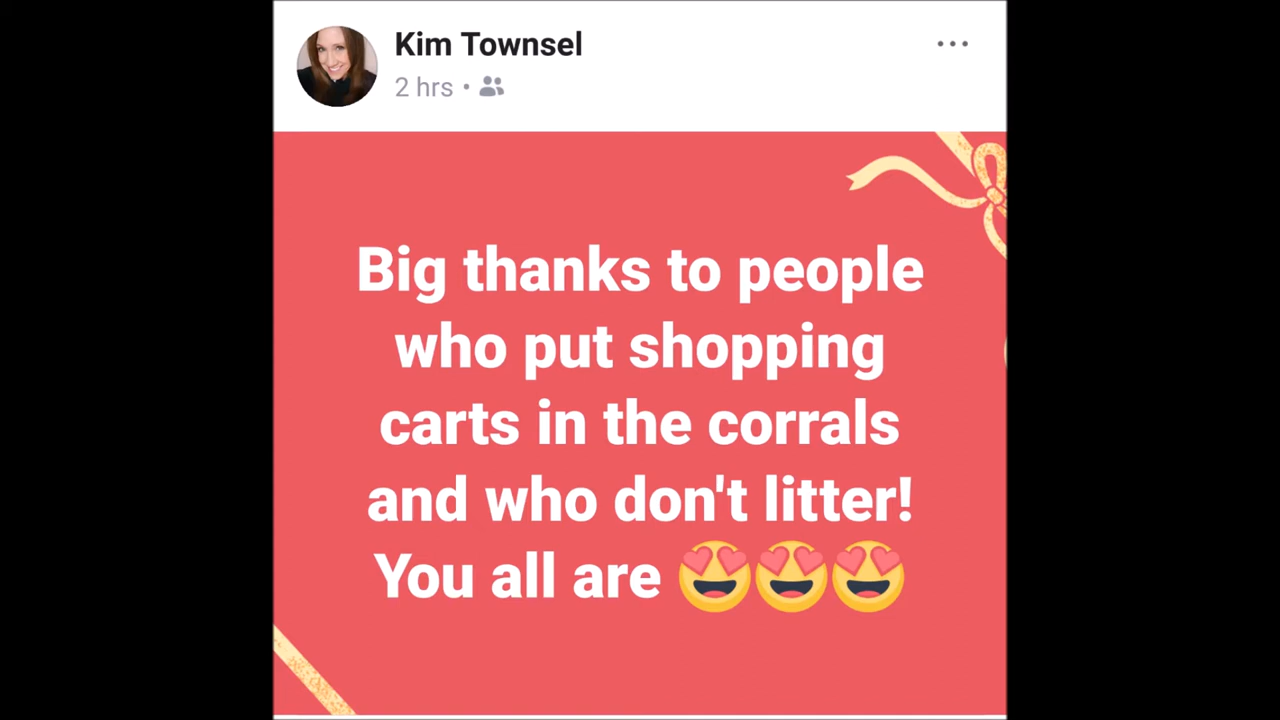 Kim Townsel
2 hrs •
Big thanks to people
who put shopping
carts in the corrals
and who don't litter!
You all are 😍😍😍